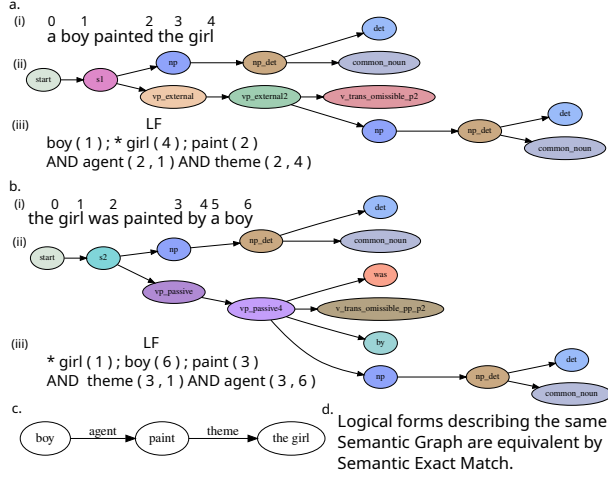 a.
(i)
0 1 2 3 4
a boy painted the girl
(ii)
start
s1
np
np_det
det
common_noun
vp_external
vp_external2
v_trans_omissible_p2
np
np_det
det
common_noun
(iii)
LF
boy ( 1 ) ; * girl ( 4 ) ; paint ( 2 )
AND agent ( 2 , 1 ) AND theme ( 2 , 4 )
b.
(i)
0 1 2 3 4 5 6
the girl was painted by a boy
(ii)
start
s2
np
np_det
det
common_noun
vp_passive
vp_passive4
was
v_trans_omissible_pp_p2
by
np
np_det
det
common_noun
(iii)
LF
* girl ( 1 ) ; boy ( 6 ) ; paint ( 3 )
AND theme ( 3 , 1 ) AND agent ( 3 , 6 )
c.
boy
agent
paint
theme
the girl
d.
Logical forms describing the same
Semantic Graph are equivalent by
Semantic Exact Match.